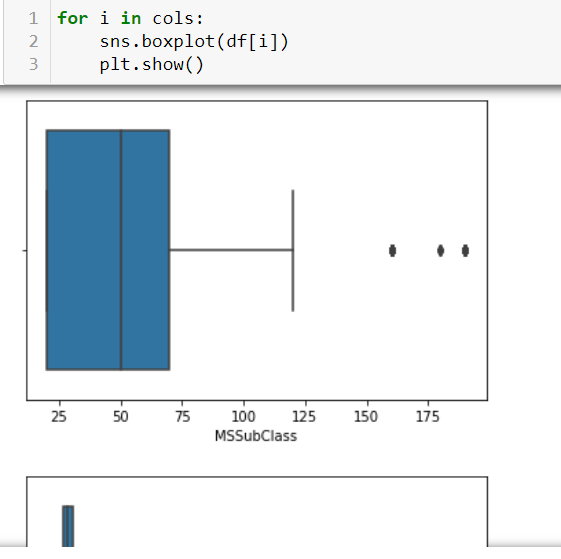 1 for i in cols:
2     sns.boxplot(df[i])
3     plt.show()
25 50 75 100 125 150 175
MSSubClass